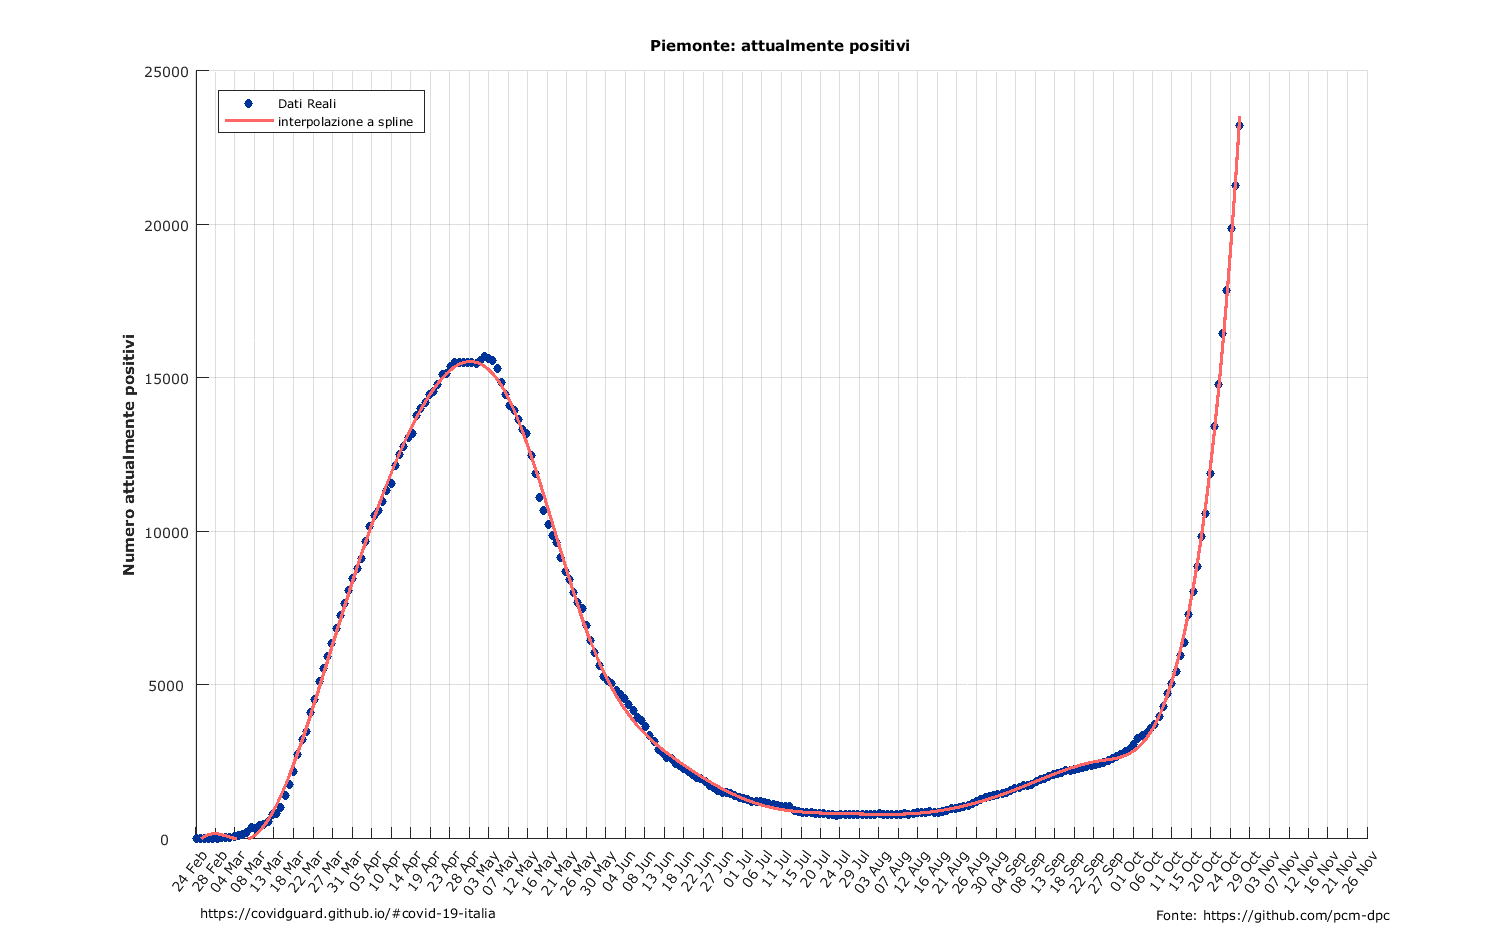 Piemonte: attualmente positivi
25000
20000
15000
10000
5000
0
Numero attualmente positivi
Dati Reali
interpolazione a spline
24 Feb
28 Feb
04 Mar
08 Mar
13 Mar
18 Mar
22 Mar
27 Mar
31 Mar
05 Apr
10 Apr
14 Apr
19 Apr
23 Apr
28 Apr
03 May
07 May
12 May
16 May
21 May
26 May
30 May
04 Jun
08 Jun
13 Jun
18 Jun
22 Jun
27 Jun
01 Jul
06 Jul
11 Jul
15 Jul
20 Jul
24 Jul
29 Jul
03 Aug
07 Aug
12 Aug
16 Aug
21 Aug
26 Aug
30 Aug
04 Sep
08 Sep
13 Sep
18 Sep
22 Sep
27 Sep
01 Oct
06 Oct
11 Oct
15 Oct
20 Oct
24 Oct
29 Oct
03 Nov
07 Nov
12 Nov
16 Nov
21 Nov
26 Nov
https://covidguard.github.io/#covid-19-italia
Fonte: https://github.com/pcm-dpc